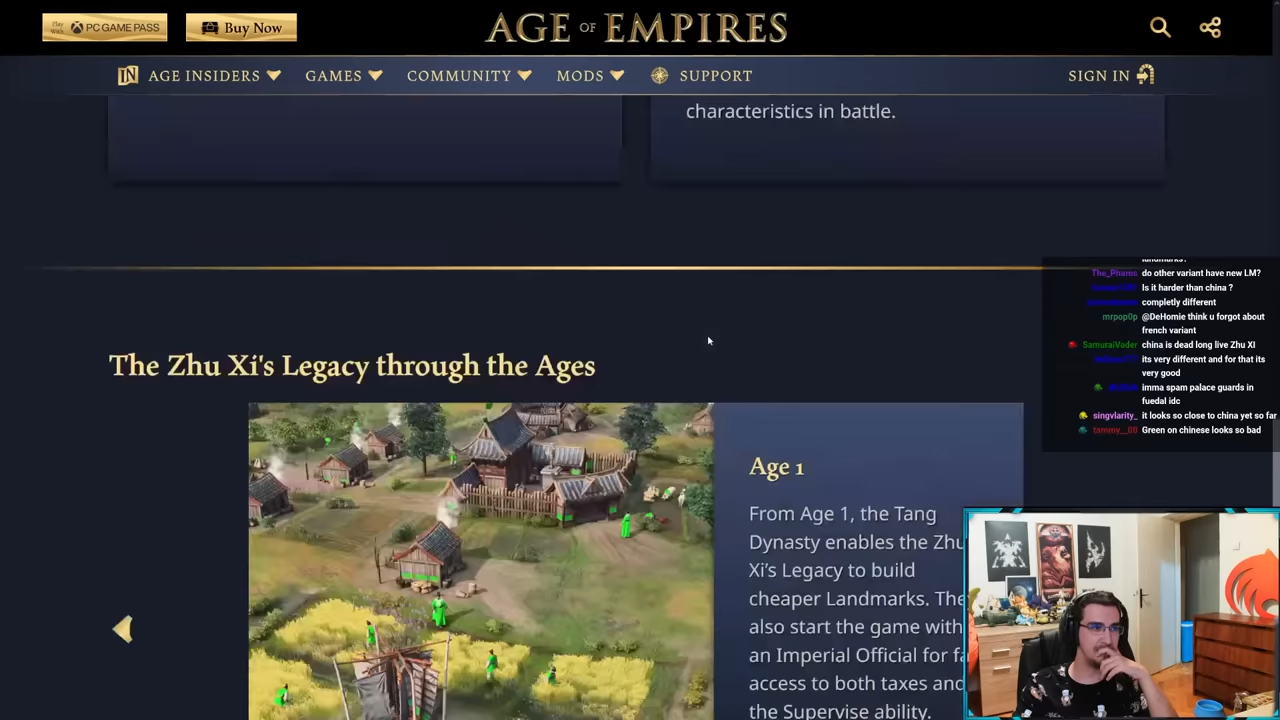 Play With
PC GAME PASS
Buy Now
AGE OF EMPIRES
IN
AGE INSIDERS
GAMES
COMMUNITY
MODS
SUPPORT
SIGN IN
characteristics in battle.
The Zhu Xi's Legacy through the Ages
Age 1
From Age 1, the Tang
Dynasty enables the Zhu
Xi's Legacy to build
cheaper Landmarks. The
also start the game with
an Imperial Official for
access to both taxes and
the Supervise ability.
landmarks?
The_Pharos do other variant have new LM?
Is it harder than china ?
completly different
mrpop0p @DeHomie think u forgot about
french variant
SamuraiVader china is dead long live Zhu XI
its very different and for that its
very good
imma spam palace guards in
fuedal idc
singvlarity_ it looks so close to china yet so far
tammy__00 Green on chinese looks so bad